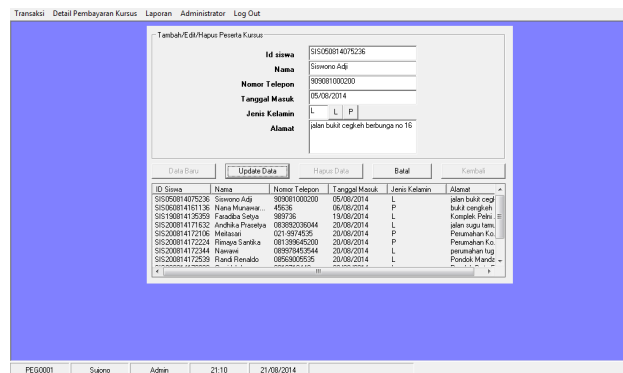 Transaksi Detail Pembayaran Kursus Laporan Administrator Log Out
Tambah/Edit/Hapus Peserta Kursus
Id siswa SIS050814075236
Nama Siswono Adji
Nomor Telepon 909081000200
Tanggal Masuk 05/08/2014
Jenis Kelamin L L P
Alamat jalan bukit cegkeh berbunga no 16
Data Baru Update Data Hapus Data Batal Kembali
ID Siswa Nama Nomor Telepon Tanggal Masuk Jenis Kelamin Alamat
SIS050814075236 Siswono Adji 909081000200 05/08/2014 L jalan bukit cegl
SIS060814161136 Nana Munawar... 45636 06/08/2014 P bukit cengkeh
SIS190814135359 Faradiba Setya 989736 19/08/2014 L Komplek Pelni
SIS200814171632 Andhika Prasetya 083892036044 20/08/2014 L jalan sugu tamu
SIS200814172106 Meitasari 021-9974535 20/08/2014 P Perumahan Ko.
SIS200814172224 Rimaya Santika 081399645200 20/08/2014 P Perumahan Ko.
SIS200814172344 Nawawi 089978453544 20/08/2014 L perumahan tug
SIS200814172539 Randi Renaldo 08569005535 20/08/2014 L Pondok Manda
PEG0001 Sujono Admin 21:10 21/08/2014